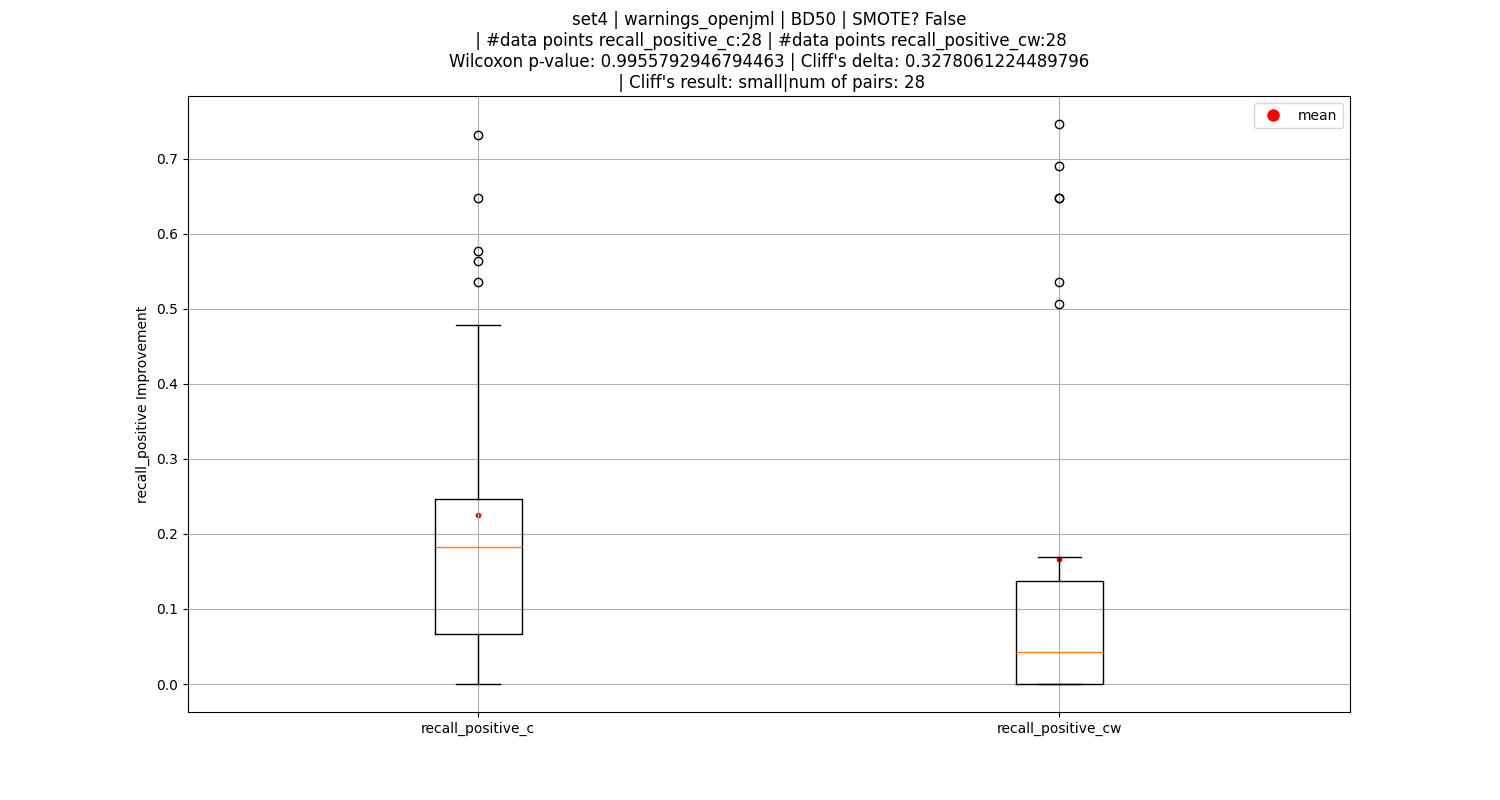 set4 | warnings_openjml | BD50 | SMOTE? False
| #data points recall_positive_c:28 | #data points recall_positive_cw:28
Wilcoxon p-value: 0.9955792946794463 | Cliff's delta: 0.3278061224489796
| Cliff's result: small|num of pairs: 28
mean
0.7
0.6
0.5
0.4
0.3
0.2
0.1
0.0
recall_positive Improvement
recall_positive_c
recall_positive_cw